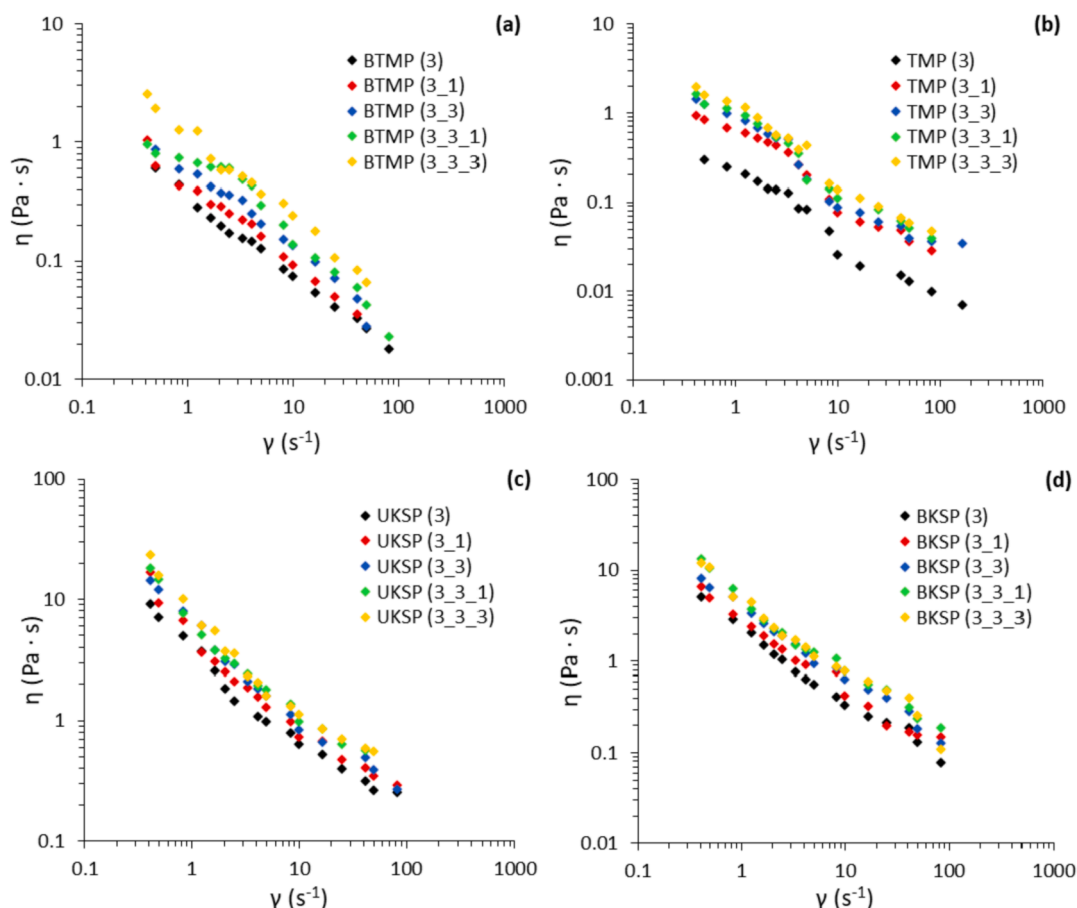 (a)
10
1
0.1
0.01
η (Pa · s)
0.1
1
10
100
1000
γ (s⁻¹)
BTMP (3)
BTMP (3_1)
BTMP (3_3)
BTMP (3_3_1)
BTMP (3_3_3)
(b)
10
1
0.1
0.01
0.001
η (Pa · s)
0.1
1
10
100
1000
γ (s⁻¹)
TMP (3)
TMP (3_1)
TMP (3_3)
TMP (3_3_1)
TMP (3_3_3)
(c)
100
10
1
0.1
η (Pa · s)
0.1
1
10
100
1000
γ (s⁻¹)
UKSP (3)
UKSP (3_1)
UKSP (3_3)
UKSP (3_3_1)
UKSP (3_3_3)
(d)
100
10
1
0.1
0.01
η (Pa · s)
0.1
1
10
100
1000
γ (s⁻¹)
BKSP (3)
BKSP (3_1)
BKSP (3_3)
BKSP (3_3_1)
BKSP (3_3_3)